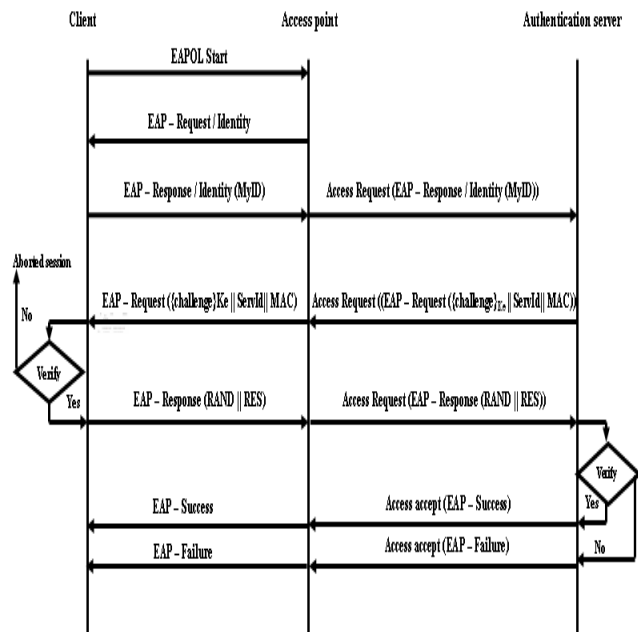 Client Access point Authentication server
EAPOL Start
EAP – Request / Identity
EAP – Response / Identity (MyID) Access Request (EAP – Response / Identity (MyID))
Aborted session
EAP – Request ({challenge}Ke || ServId|| MAC) Access Request ((EAP – Request ({challenge}Ke || ServId|| MAC))
No
Verify
Yes
EAP – Response (RAND || RES) Access Request (EAP – Response (RAND || RES))
Verify
EAP – Success Access accept (EAP – Success) Yes
EAP – Failure Access accept (EAP – Failure) No